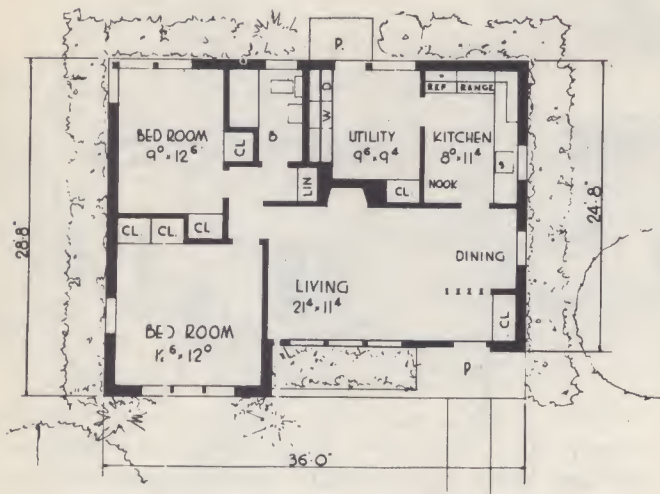 P.
BED ROOM
9⁰ × 12⁶
CL
B
D
W
UTILITY
9⁶ × 9⁴
REF RANGE
KITCHEN
8⁰ × 11⁴
S
NOOK
LIN
CL.
CL. CL. CL
28'·8"
24'·8"
DINING
LIVING
21⁴ × 11⁴
BED ROOM
CL
P
36'·0"